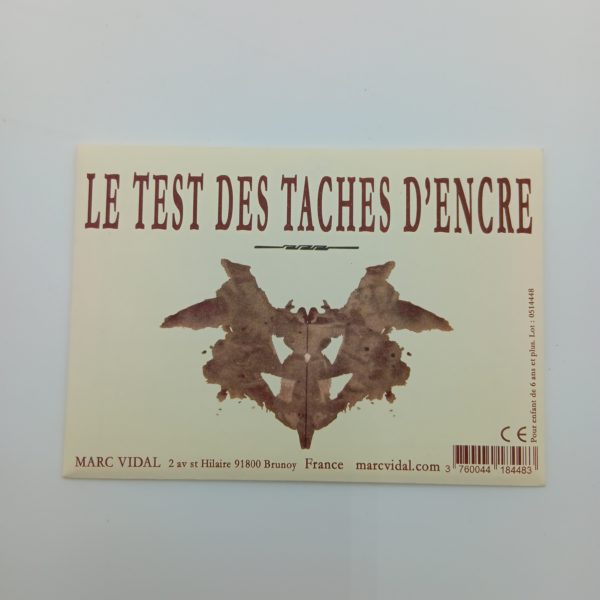 LE TEST DES TACHES D'ENCRE
Pour enfant de 6 ans et plus. Lot : 0514448
CE
MARC VIDAL 2 av st Hilaire 91800 Brunoy France marcvidal.com
3 760044 184483